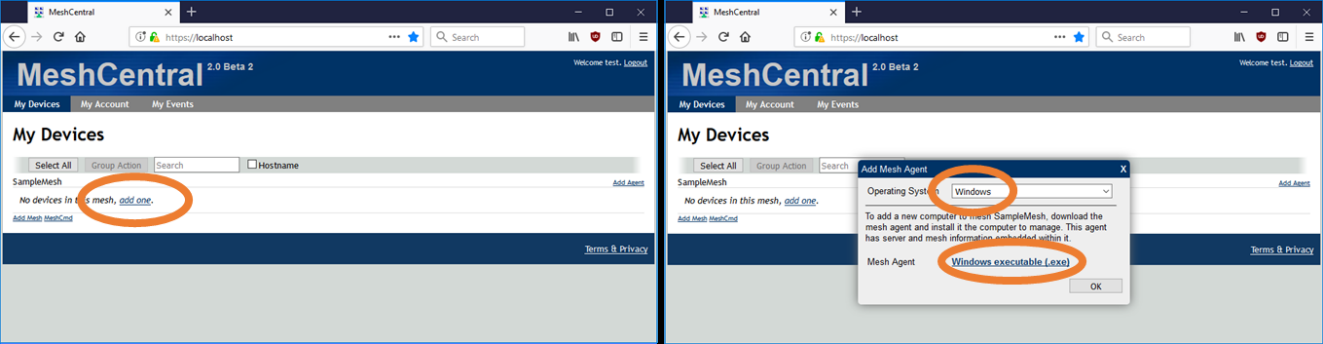 MeshCentral
https://localhost
Search
MeshCentral 2.0 Beta 2
Welcome test. Logout
My Devices My Account My Events
My Devices
Select All Group Action Search Hostname
SampleMesh Add Agent
No devices in this mesh, add one.
Add Mesh MeshCmd
Terms & Privacy
MeshCentral
https://localhost
Search
MeshCentral 2.0 Beta 2
Welcome test. Logout
My Devices My Account My Events
My Devices
Select All Group Action Search
SampleMesh Add Agent
No devices in this mesh, add one.
Add Mesh MeshCmd
Terms & Privacy
Add Mesh Agent X
Operating System Windows
To add a new computer to mesh SampleMesh, download the
mesh agent and install it the computer to manage. This agent
has server and mesh information embedded within it.
Mesh Agent Windows executable (.exe)
OK